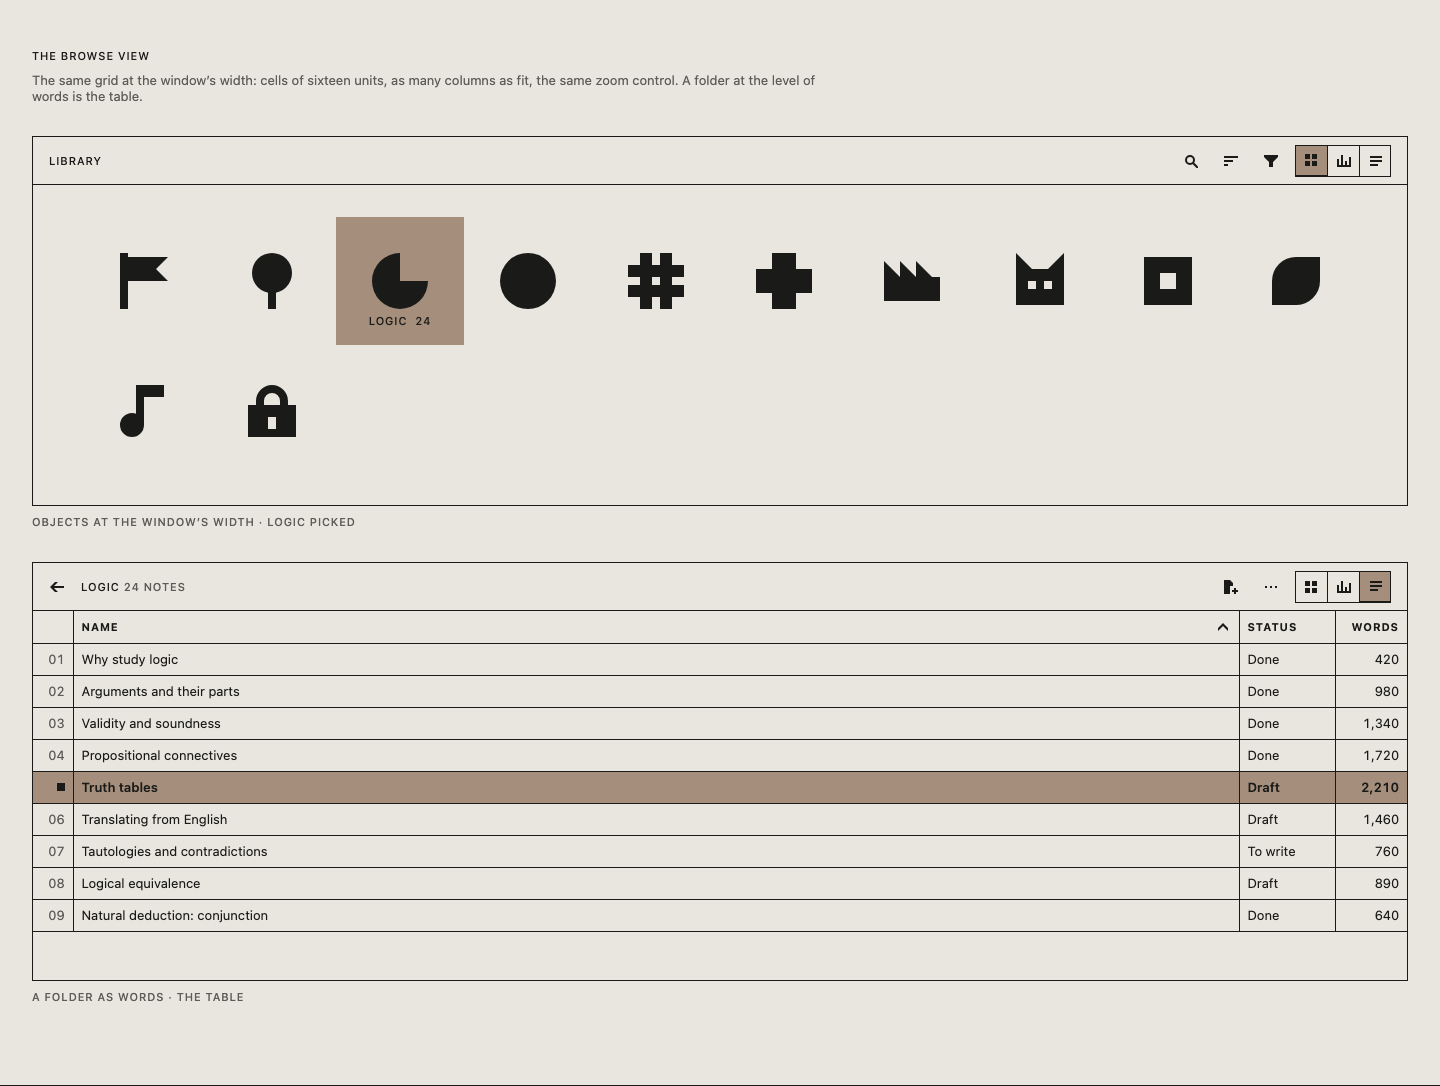 THE BROWSE VIEW
The same grid at the window’s width: cells of sixteen units, as many columns as fit, the same zoom control. A folder at the level of
words is the table.
LIBRARY
LOGIC 24
OBJECTS AT THE WINDOW’S WIDTH · LOGIC PICKED
LOGIC 24 NOTES
NAME STATUS WORDS
01 Why study logic Done 420
02 Arguments and their parts Done 980
03 Validity and soundness Done 1,340
04 Propositional connectives Done 1,720
Truth tables Draft 2,210
06 Translating from English Draft 1,460
07 Tautologies and contradictions To write 760
08 Logical equivalence Draft 890
09 Natural deduction: conjunction Done 640
A FOLDER AS WORDS · THE TABLE